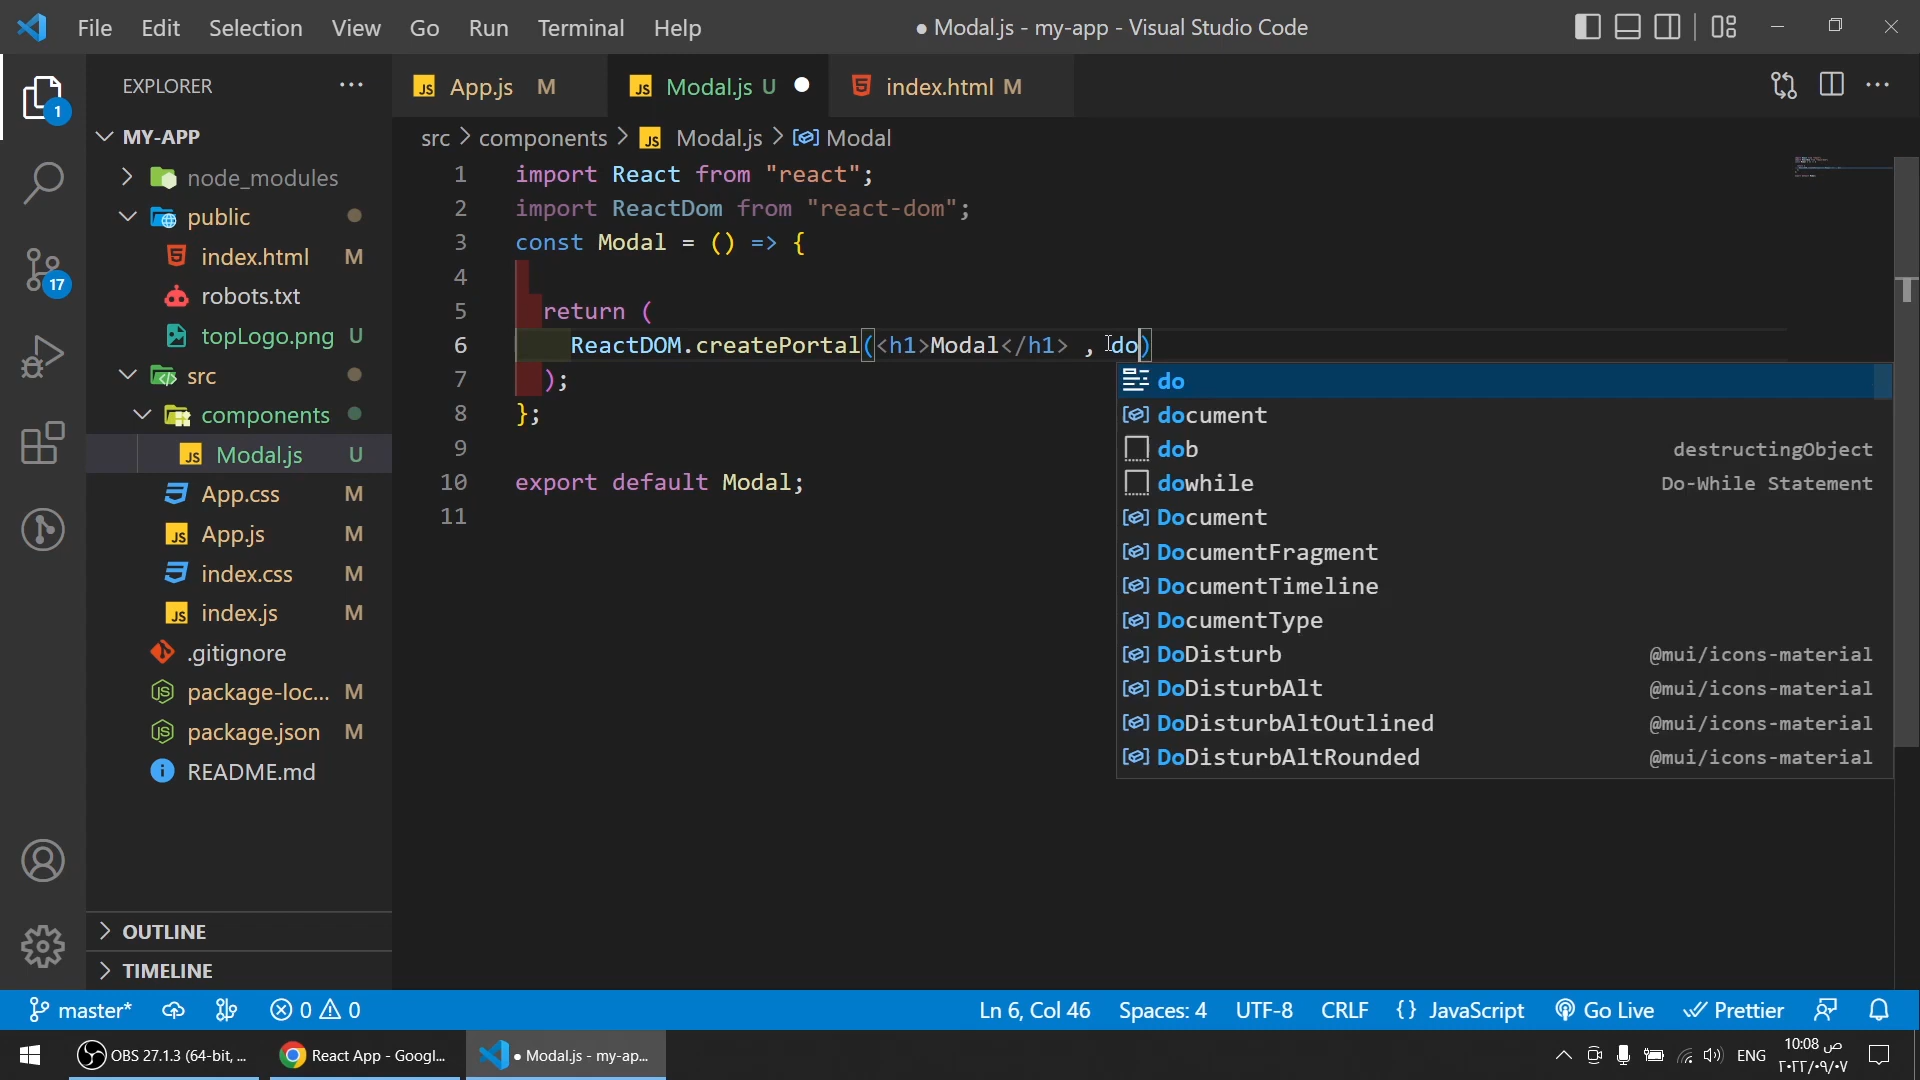 File Edit Selection View Go Run Terminal Help
● Modal.js - my-app - Visual Studio Code
EXPLORER
App.js M
Modal.js U
index.html M
1
MY-APP
src > components > Modal.js > Modal
node_modules
public
index.html M
robots.txt
topLogo.png U
src
components
Modal.js U
App.css M
App.js M
index.css M
index.js M
.gitignore
package-loc... M
package.json M
README.md
OUTLINE
TIMELINE
17
1 import React from "react";
2 import ReactDom from "react-dom";
3 const Modal = () => {
4
5 return (
6 ReactDOM.createPortal(<h1>Modal</h1> , do)
7 );
8 };
9
10 export default Modal;
11
do
document
dob destructingObject
dowhile Do-While Statement
Document
DocumentFragment
DocumentTimeline
DocumentType
DoDisturb @mui/icons-material
DoDisturbAlt @mui/icons-material
DoDisturbAltOutlined @mui/icons-material
DoDisturbAltRounded @mui/icons-material
master* 0 0 Ln 6, Col 46 Spaces: 4 UTF-8 CRLF {} JavaScript Go Live Prettier
OBS 27.1.3 (64-bit, ...
React App - Googl...
● Modal.js - my-ap...
ENG
10:08 ص
٢٠٢٢/٠٩/٠٧